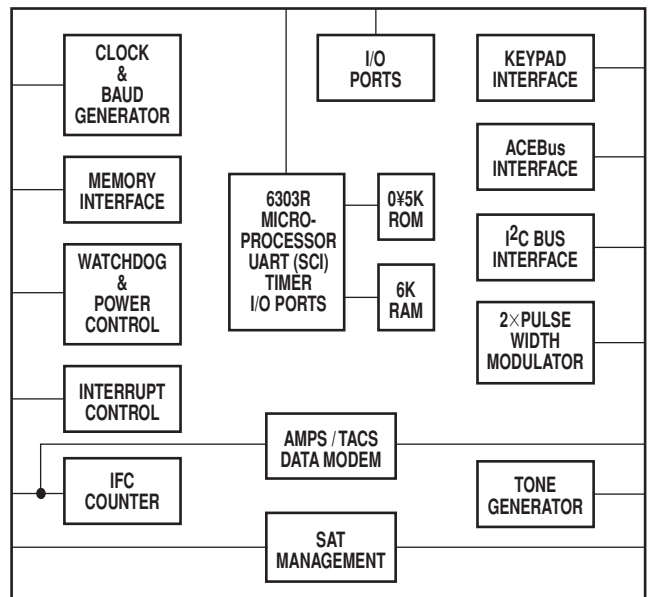 CLOCK
&
BAUD
GENERATOR
I/O
PORTS
KEYPAD
INTERFACE
MEMORY
INTERFACE
6303R
MICRO-
PROCESSOR
UART (SCI)
TIMER
I/O PORTS
0¥5K
ROM
ACEBus
INTERFACE
WATCHDOG
&
POWER
CONTROL
6K
RAM
I2C BUS
INTERFACE
2×PULSE
WIDTH
MODULATOR
INTERRUPT
CONTROL
AMPS / TACS
DATA MODEM
IFC
COUNTER
TONE
GENERATOR
SAT
MANAGEMENT